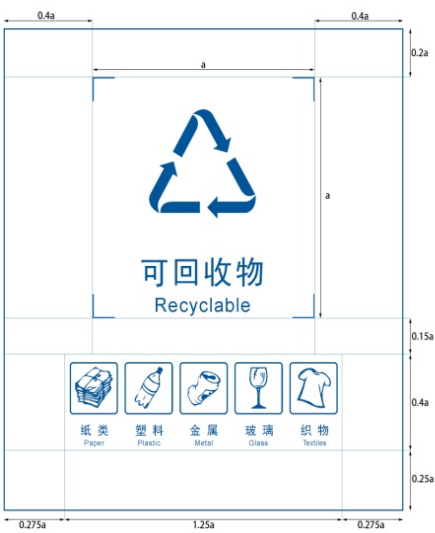 0.4a 0.4a
0.2a
a
a
可回收物
Recyclable
0.15a
0.4a
纸类 塑料 金属 玻璃 织物
Paper Plastic Metal Glass Textiles
0.25a
0.275a 1.25a 0.275a